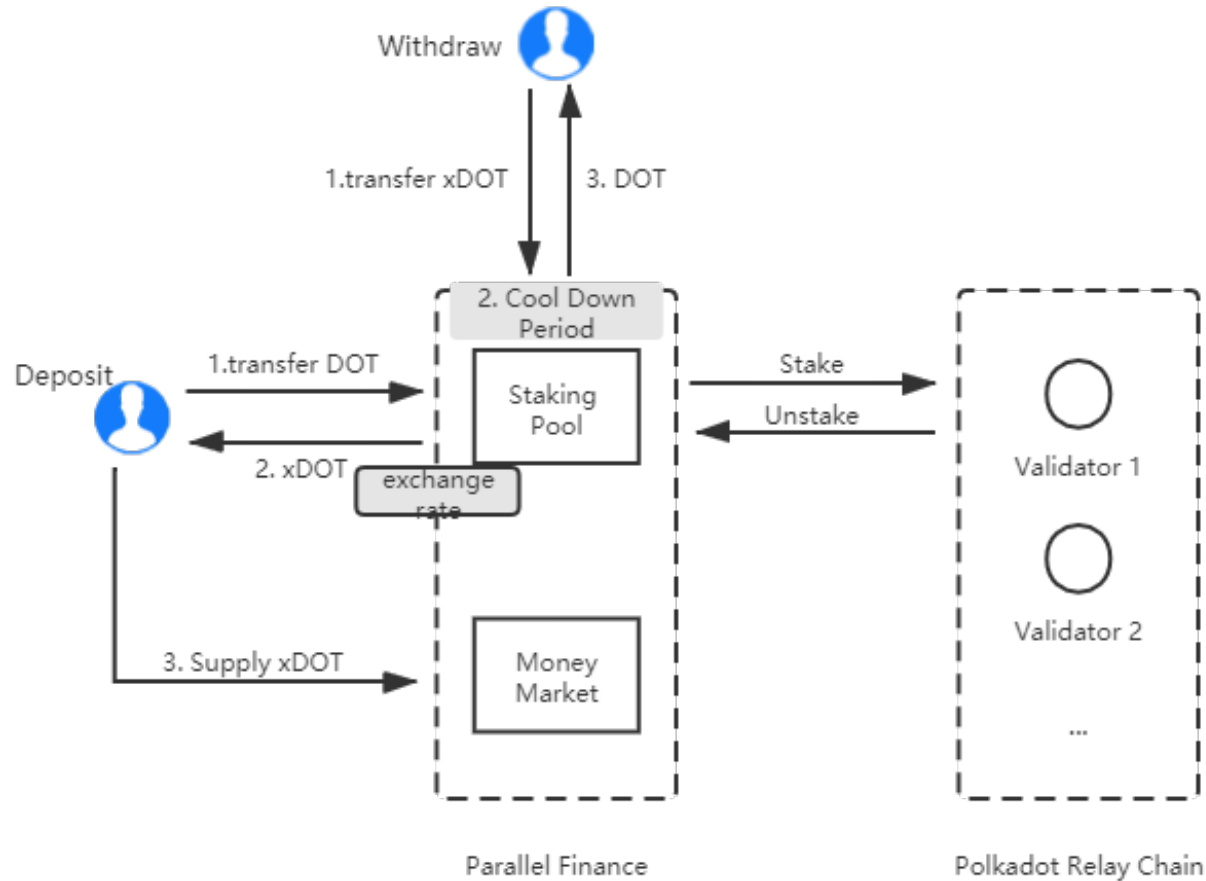 Withdraw
1.transfer xDOT
3. DOT
2. Cool Down
Period
Deposit
1.transfer DOT
Staking
Pool
2. xDOT
exchange
rate
Stake
Unstake
Validator 1
Validator 2
...
3. Supply xDOT
Money
Market
Parallel Finance
Polkadot Relay Chain